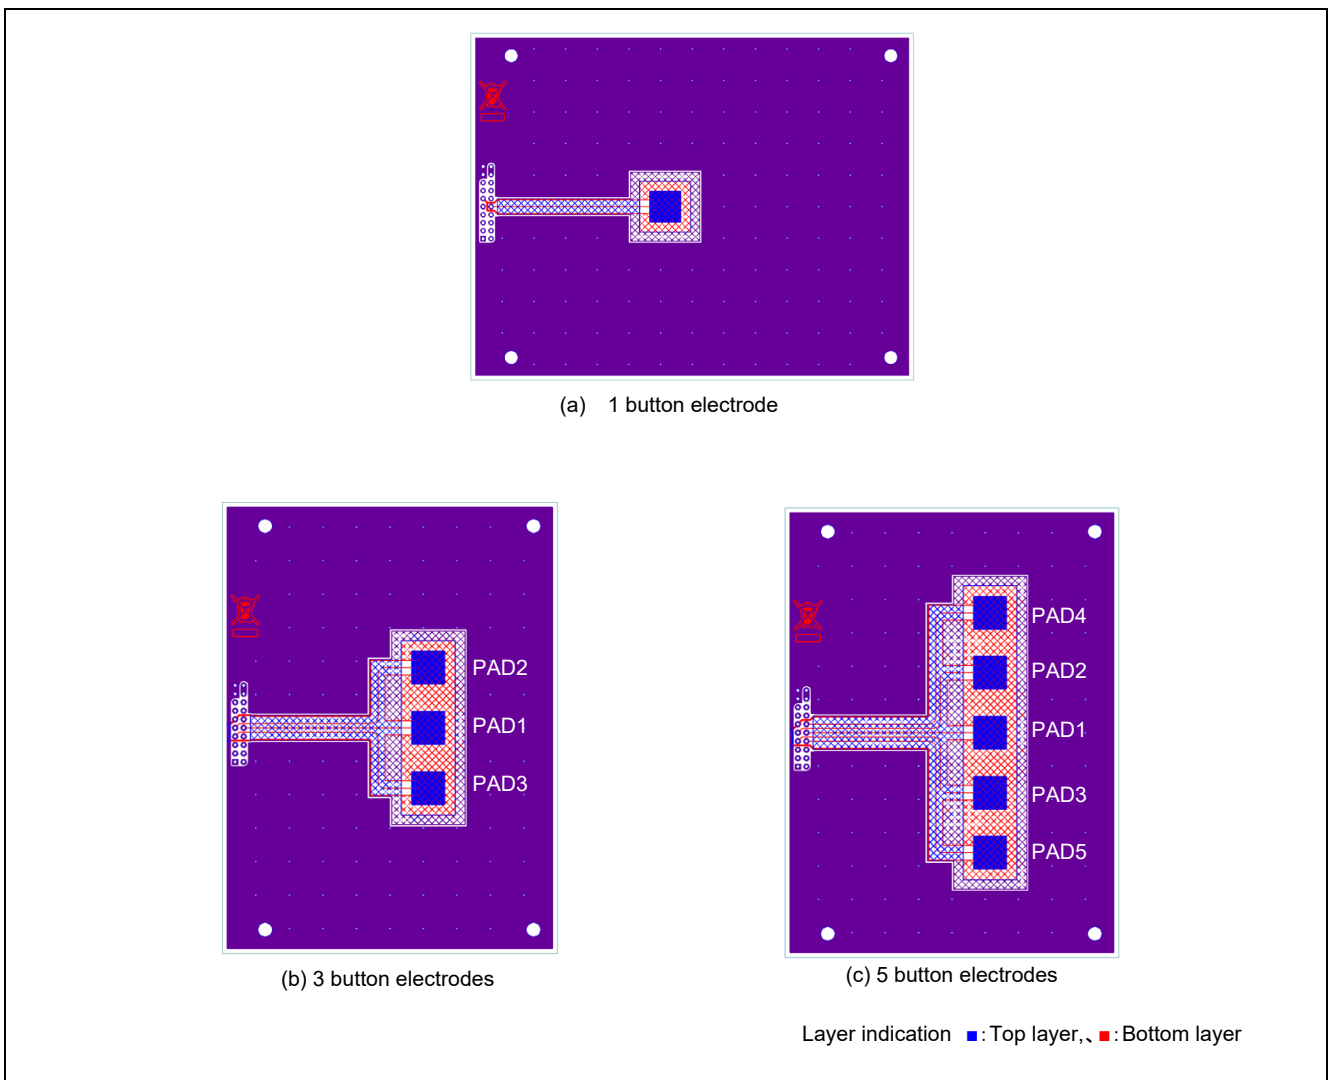 (a) 1 button electrode
PAD2
PAD1
PAD3
(b) 3 button electrodes
PAD4
PAD2
PAD1
PAD3
PAD5
(c) 5 button electrodes
Layer indication ■:Top layer,、■:Bottom layer